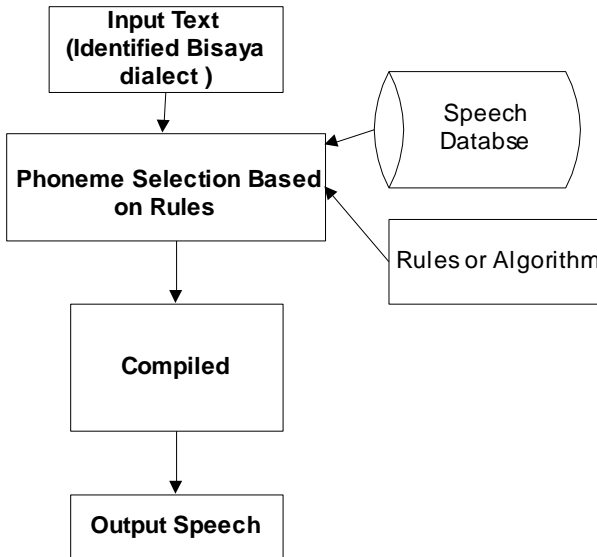 Input Text
(Identified Bisaya
dialect )
Speech
Databse
Phoneme Selection Based
on Rules
Rules or Algorithm
Compiled
Output Speech